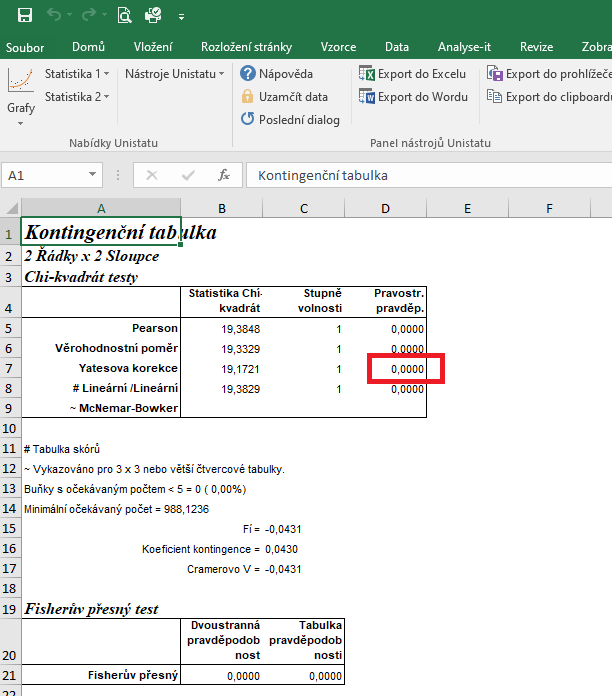 Soubor Domů Vložení Rozložení stránky Vzorce Data Analyse-it Revize Zobra
Statistika 1 Nástroje Unistatu Nápověda Export do Excelu Export do prohlížeče
Grafy Statistika 2 Uzamčít data Export do Wordu Export do clipboardu
Poslední dialog
Nabídky Unistatu Panel nástrojů Unistatu
A1 fx Kontingenční tabulka
A B C D E F
1 Kontingenční tabulka
2 2 Řádky x 2 Sloupce
3 Chi-kvadrát testy
Statistika Chí- Stupně Pravostr.
4 kvadrát volnosti pravděp.
5 Pearson 19,3848 1 0,0000
6 Věrohodnostní poměr 19,3329 1 0,0000
7 Yatesova korekce 19,1721 1 0,0000
8 # Lineární /Lineární 19,3829 1 0,0000
9 ~ McNemar-Bowker
10
11 # Tabulka skórů
12 ~ Vykazováno pro 3 x 3 nebo větší čtvercové tabulky.
13 Buňky s očekávaným počtem < 5 = 0 ( 0,00%)
14 Minimální očekávaný počet = 988,1236
15 Fí = -0,0431
16 Koeficient kontingence = 0,0430
17 Cramerovo V = -0,0431
18
19 Fisherův přesný test
Dvoustranná Tabulka
pravděpodob pravděpodob
20 nost nosti
21 Fisherův přesný 0,0000 0,0000
22